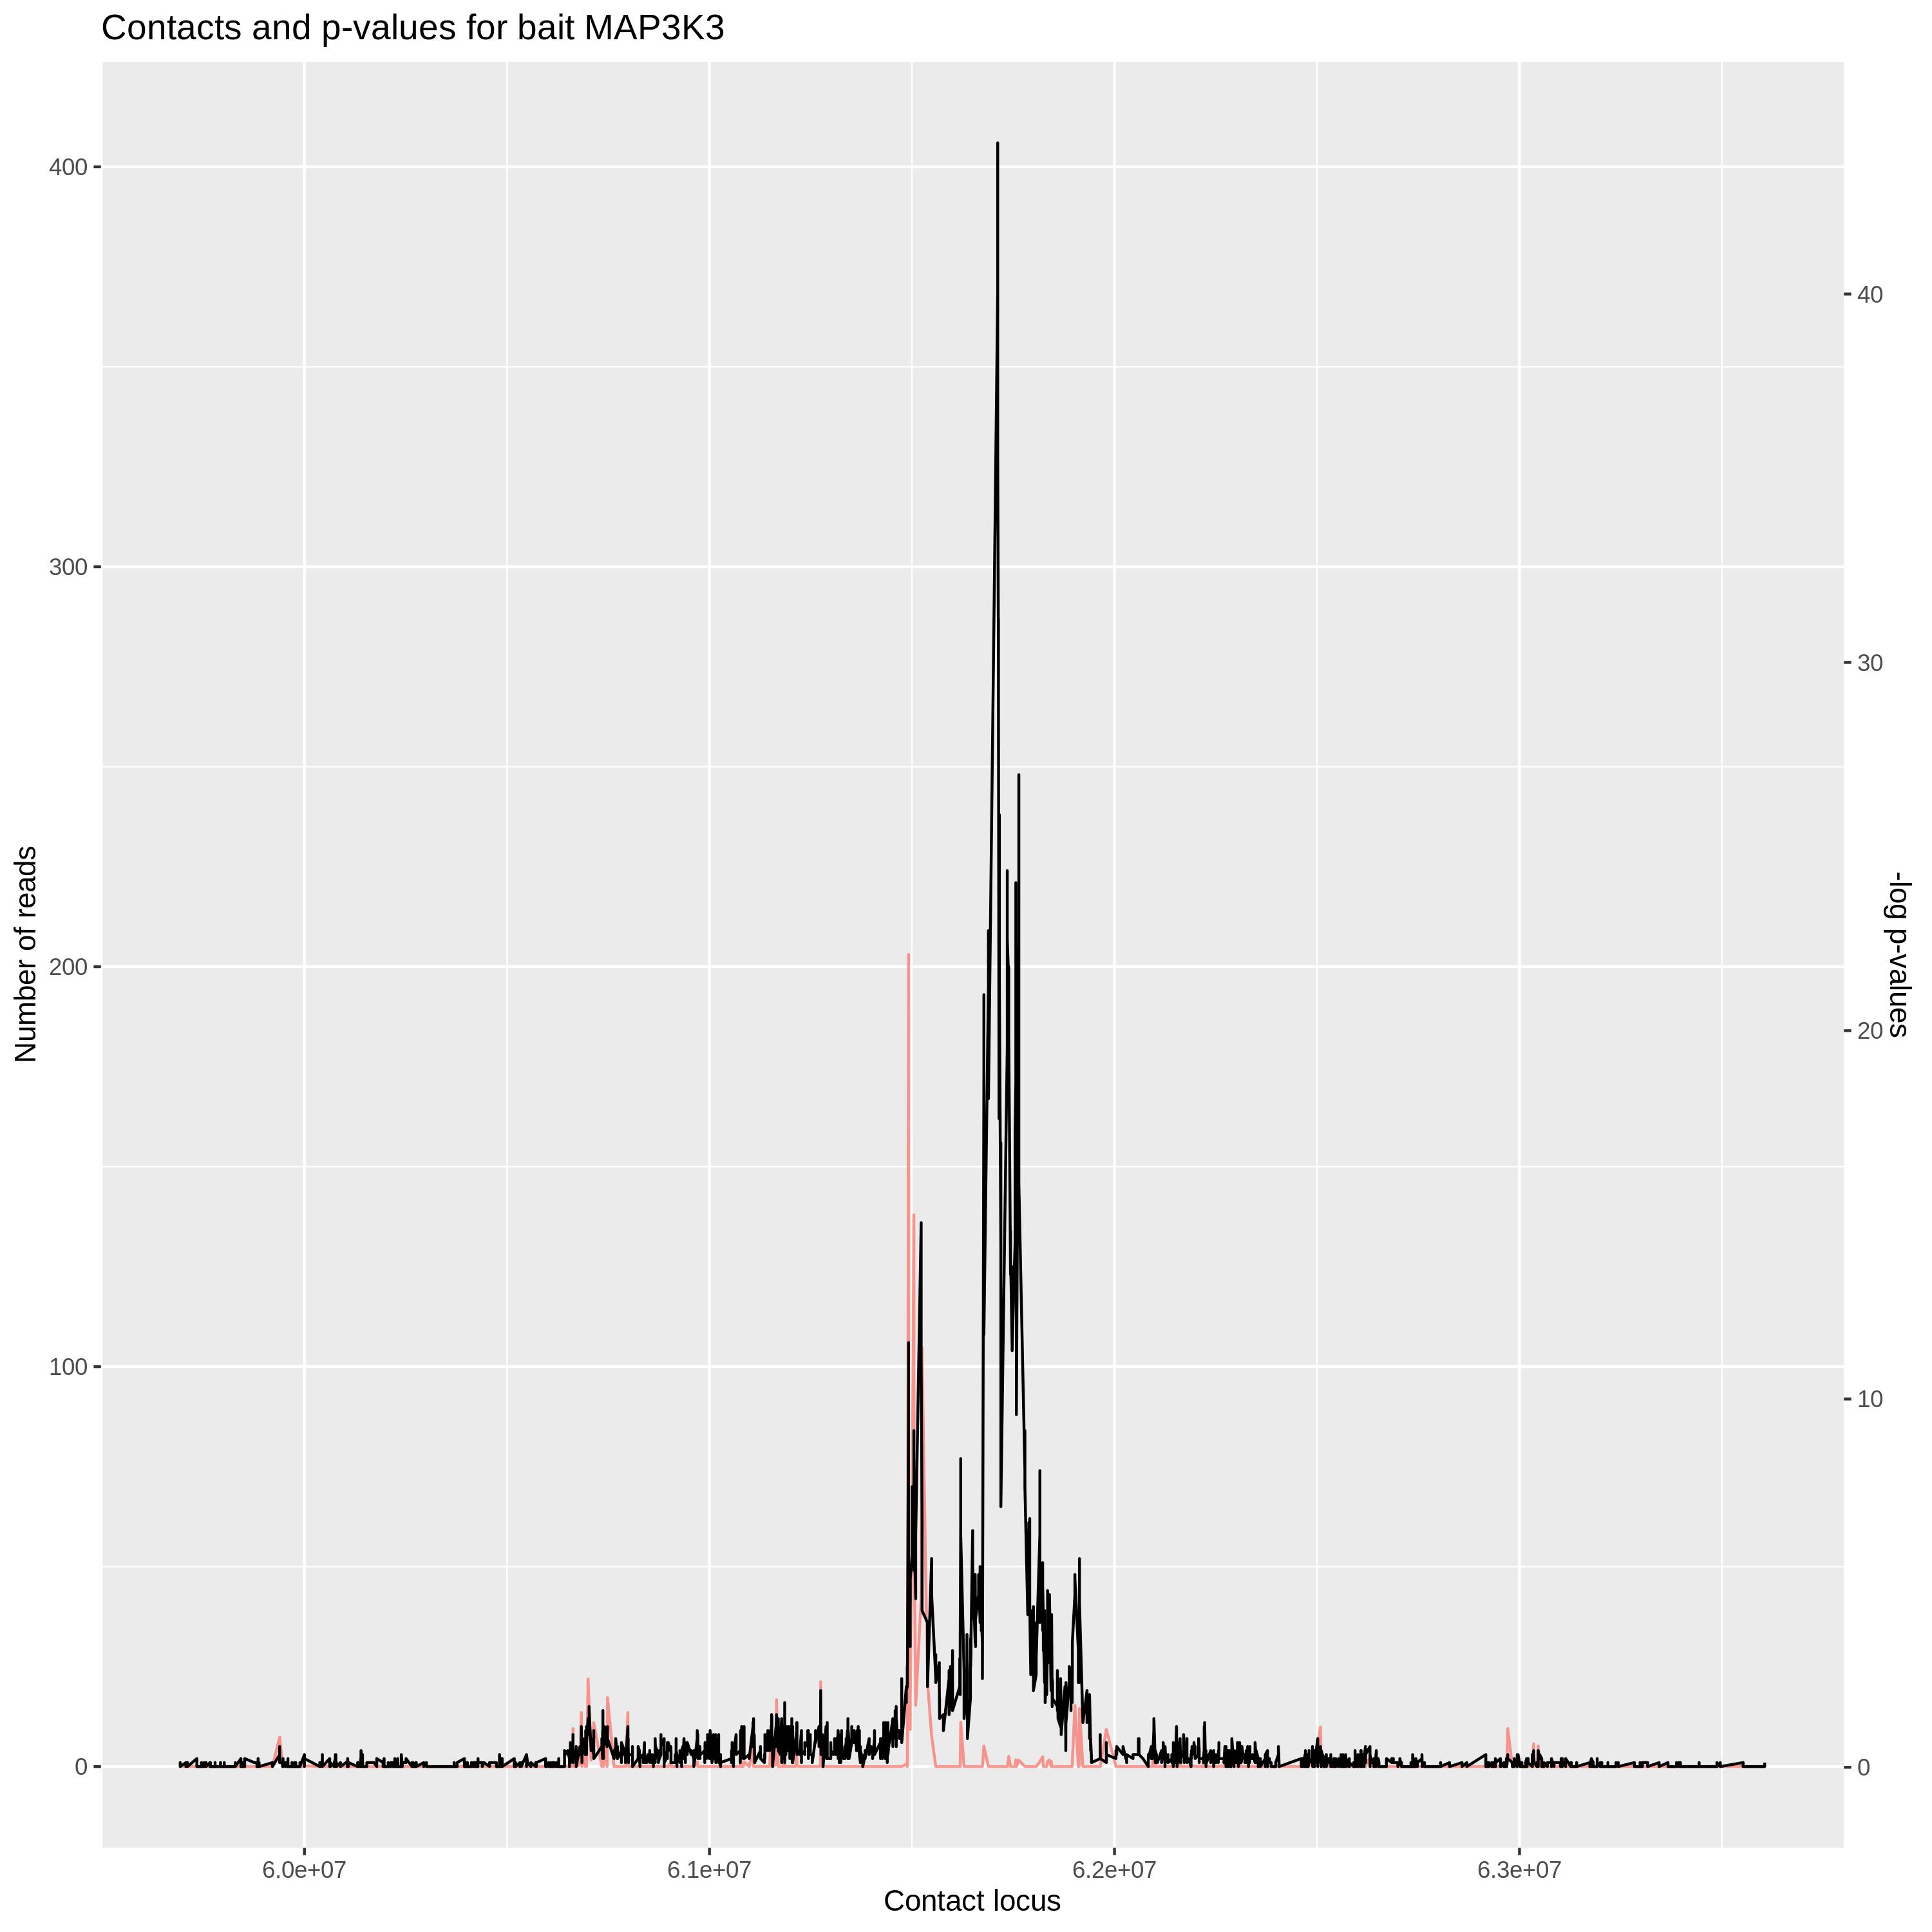 Contacts and p-values for bait MAP3K3
Number of reads
400
300
200
100
0
40
30
20
10
0
-log p-values
6.0e+07
6.1e+07
6.2e+07
6.3e+07
Contact locus